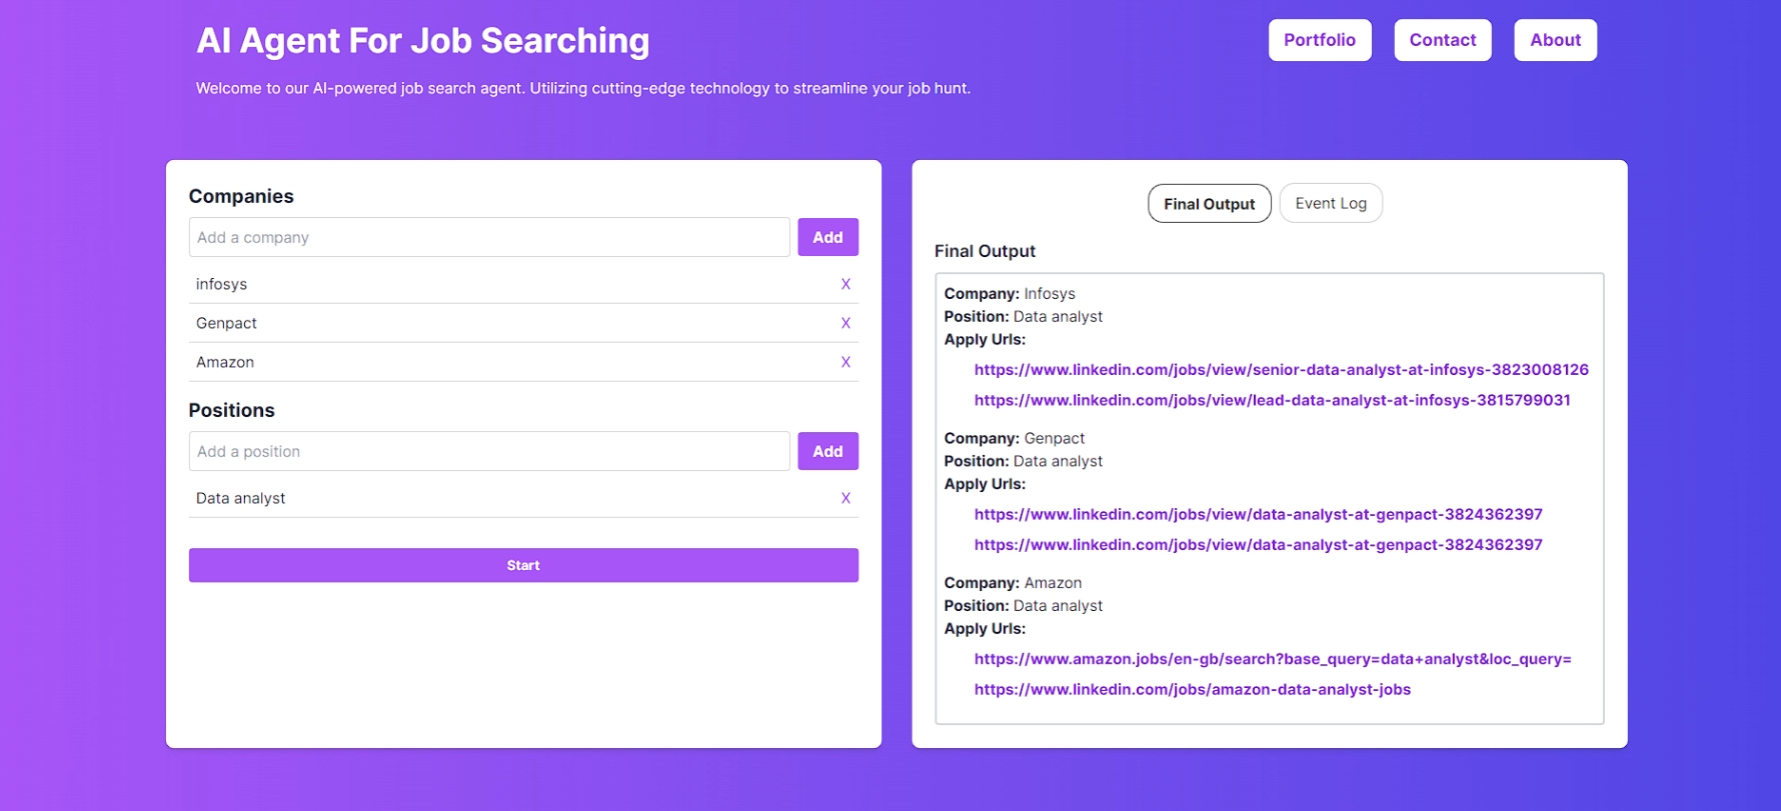 AI Agent For Job Searching
Portfolio
Contact
About
Welcome to our AI-powered job search agent. Utilizing cutting-edge technology to streamline your job hunt.
Companies
Add a company
Add
infosys
X
Genpact
X
Amazon
X
Positions
Add a position
Add
Data analyst
X
Start
Final Output
Event Log
Final Output
Company: Infosys
Position: Data analyst
Apply Urls:
https://www.linkedin.com/jobs/view/senior-data-analyst-at-infosys-3823008126
https://www.linkedin.com/jobs/view/lead-data-analyst-at-infosys-3815799031
Company: Genpact
Position: Data analyst
Apply Urls:
https://www.linkedin.com/jobs/view/data-analyst-at-genpact-3824362397
https://www.linkedin.com/jobs/view/data-analyst-at-genpact-3824362397
Company: Amazon
Position: Data analyst
Apply Urls:
https://www.amazon.jobs/en-gb/search?base_query=data+analyst&loc_query=
https://www.linkedin.com/jobs/amazon-data-analyst-jobs